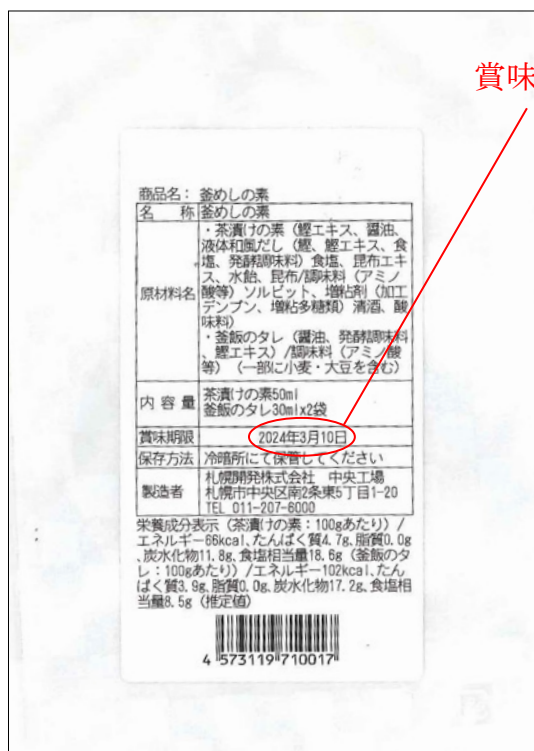 賞味
商品名： 釜めしの素
名　称 釜めしの素
原材料名 ・茶漬けの素（鰹エキス、醤油、
液体和風だし（鰹、鰹エキス、食
塩、発酵調味料）食塩、昆布エキ
ス、水飴、昆布/調味料（アミノ
酸等）ソルビット、増粘剤（加工
デンプン、増粘多糖類）清酒、酸
味料）
・釜飯のタレ（醤油、発酵調味料
、鰹エキス）/調味料（アミノ酸
等）（一部に小麦・大豆を含む）
内 容 量 茶漬けの素50ml
釜飯のタレ30mlx2袋
賞味期限 2024年3月10日
保存方法 冷暗所にて保管してください
製造者 札幌開発株式会社　中央工場
札幌市中央区南2条東5丁目1-20
TEL 011-207-6000
栄養成分表示（茶漬けの素：100gあたり）/
エネルギー66kcal、たんぱく質4.7g、脂質0.0g
、炭水化物11.8g、食塩相当量18.6g（釜飯のタ
レ：100gあたり）/エネルギー102kcal、たん
ぱく質3.9g、脂質0.0g、炭水化物17.2g、食塩相
当量8.5g（推定値）
4 573119 710017